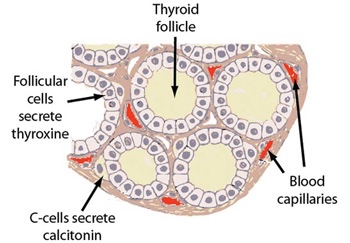 Thyroid
follicle
Follicular
cells
secrete
thyroxine
Blood
capillaries
C-cells secrete
calcitonin